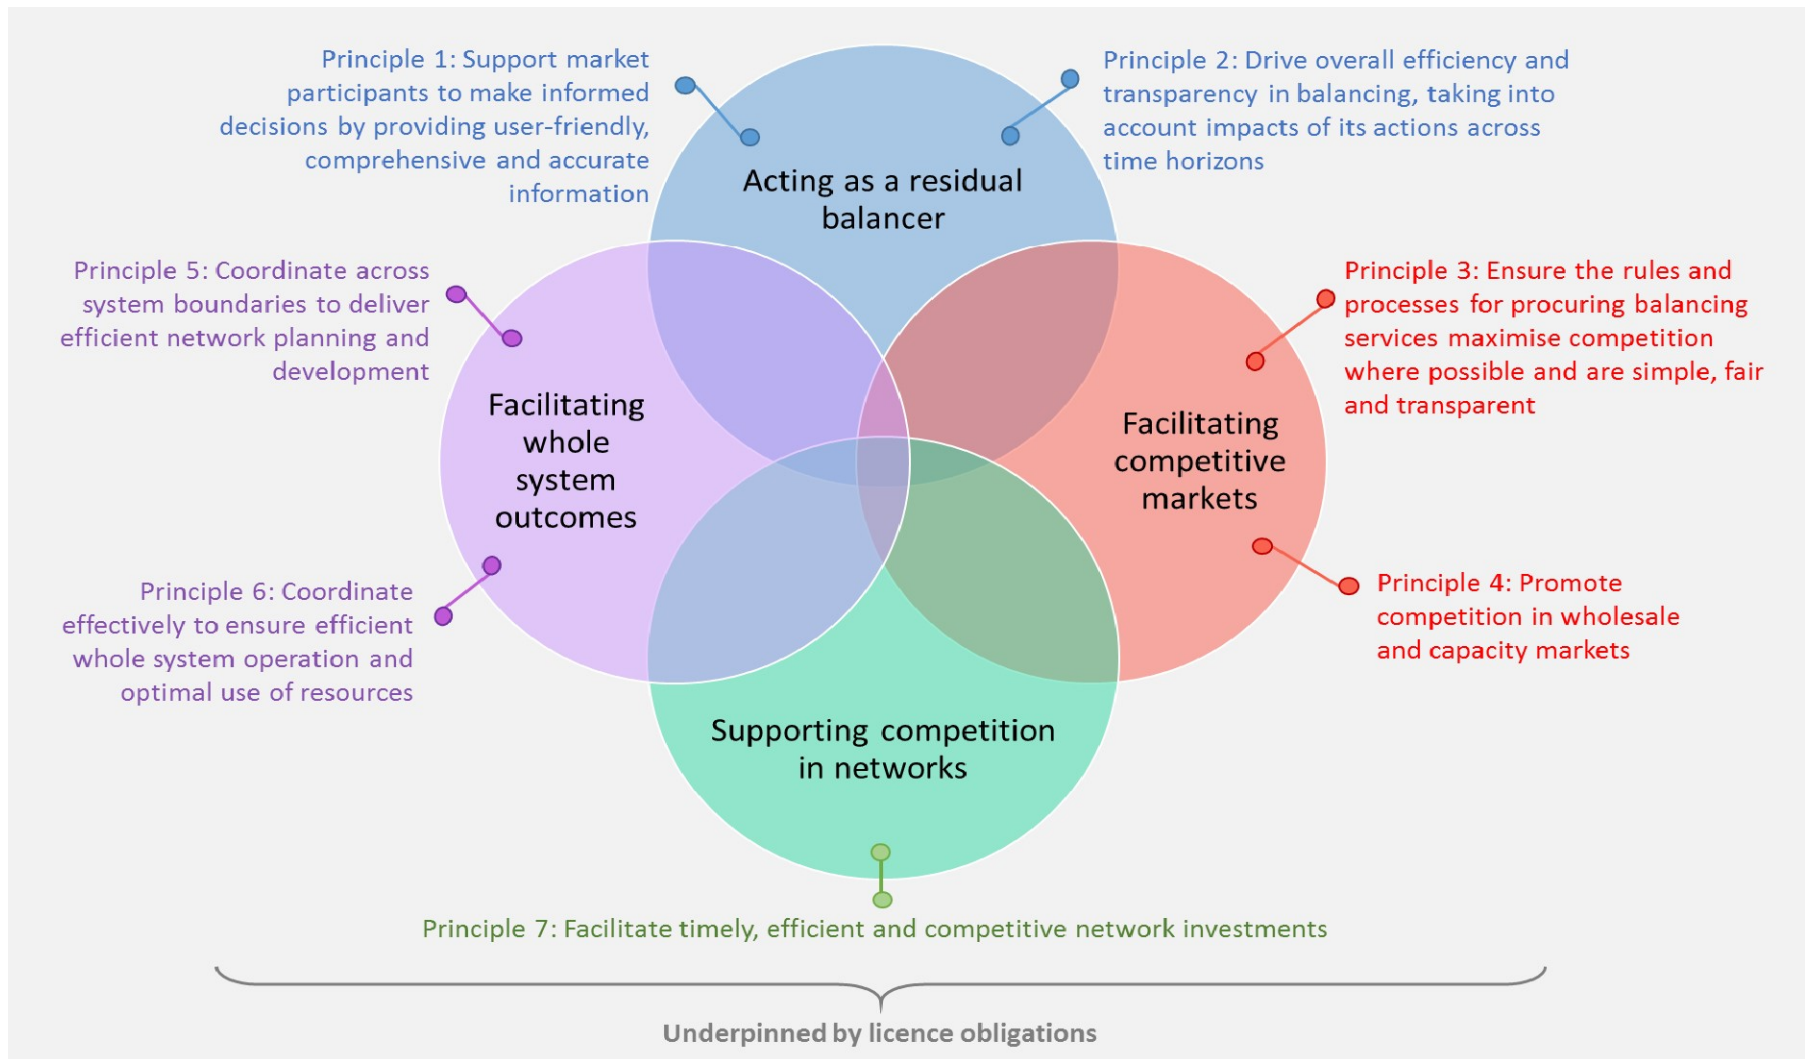 Principle 1: Support market
participants to make informed
decisions by providing user-friendly,
comprehensive and accurate
information
Principle 2: Drive overall efficiency and
transparency in balancing, taking into
account impacts of its actions across
time horizons
Acting as a residual
balancer
Principle 5: Coordinate across
system boundaries to deliver
efficient network planning and
development
Principle 3: Ensure the rules and
processes for procuring balancing
services maximise competition
where possible and are simple, fair
and transparent
Facilitating
whole
system
outcomes
Facilitating
competitive
markets
Principle 6: Coordinate
effectively to ensure efficient
whole system operation and
optimal use of resources
Principle 4: Promote
competition in wholesale
and capacity markets
Supporting competition
in networks
Principle 7: Facilitate timely, efficient and competitive network investments
Underpinned by licence obligations